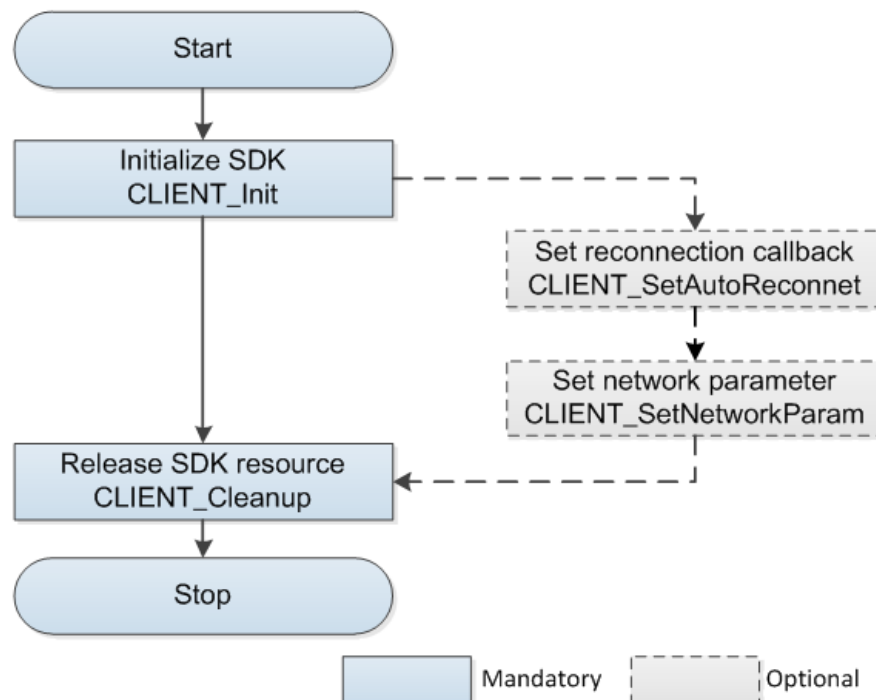 Start
Initialize SDK
CLIENT_Init
Set reconnection callback
CLIENT_SetAutoReconnet
Set network parameter
CLIENT_SetNetworkParam
Release SDK resource
CLIENT_Cleanup
Stop
Mandatory
Optional